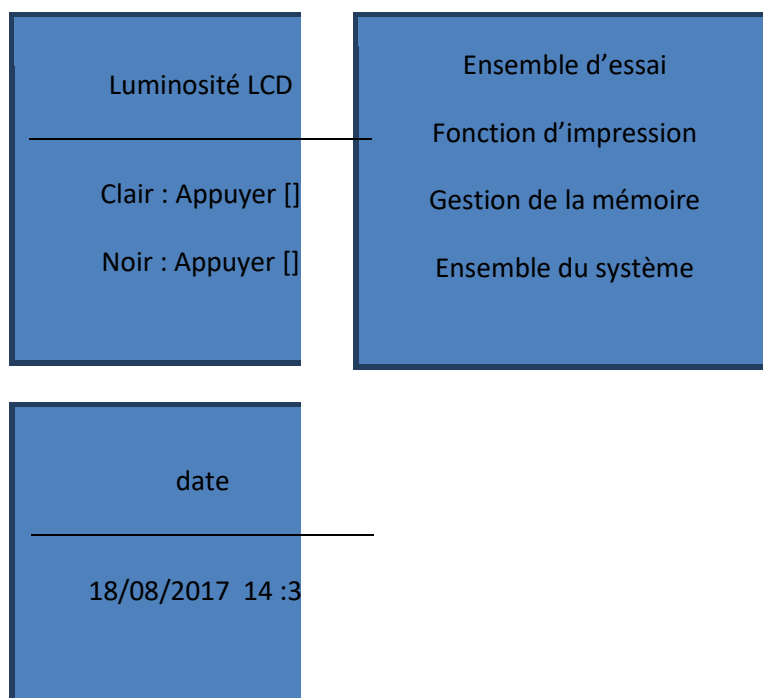 Luminosité LCD
Clair : Appuyer []
Noir : Appuyer []
Ensemble d’essai
Fonction d’impression
Gestion de la mémoire
Ensemble du système
date
18/08/2017 14 :3